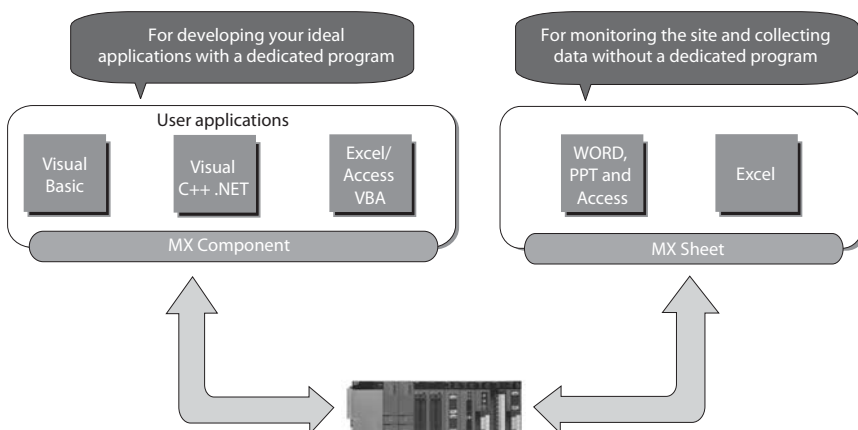 For developing your ideal
applications with a dedicated program
For monitoring the site and collecting
data without a dedicated program
User applications
Visual
Basic
Visual
C++ .NET
Excel/
Access
VBA
MX Component
WORD,
PPT and
Access
Excel
MX Sheet